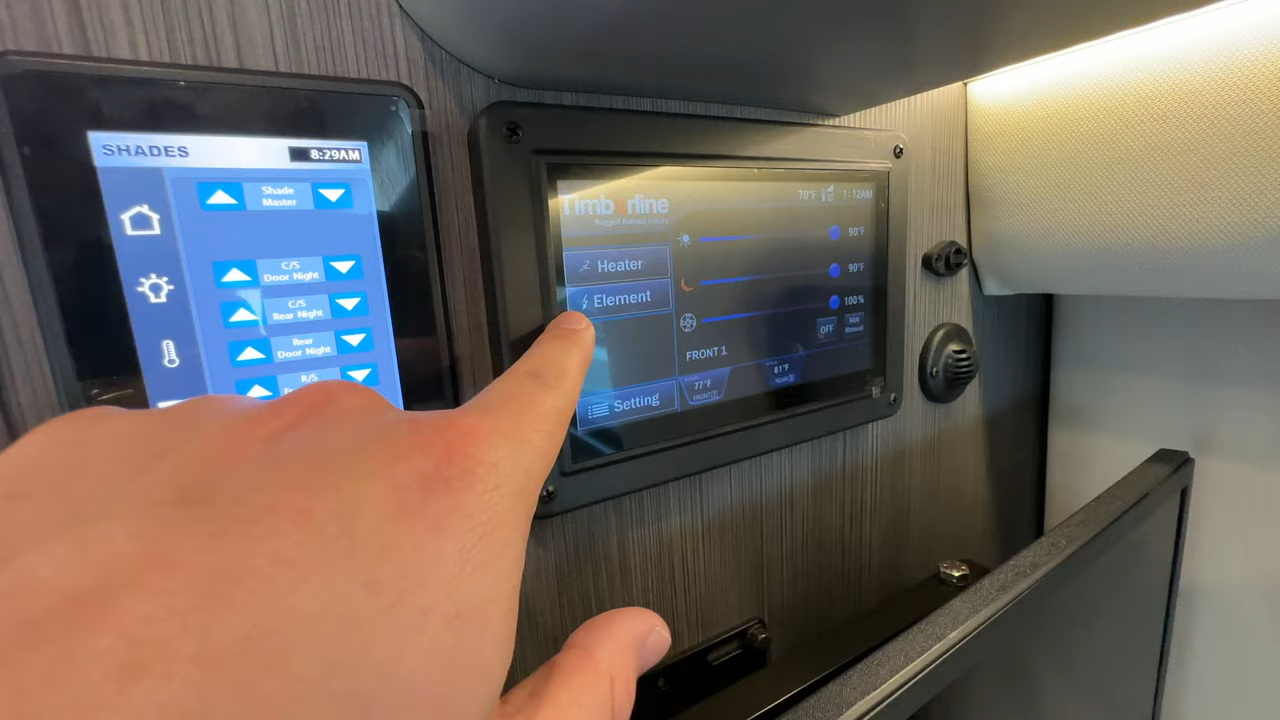 SHADES
8:29AM
Shade
Master
C/S
Door Night
C/S
Rear Night
Rear
Door Night
R/S
Timberline
Rugged Refined Luxury
70°F
1:12AM
Heater
Element
Setting
90°F
90°F
100%
OFF
FAN
Manual
FRONT 1
77°F
FRONT
81°F